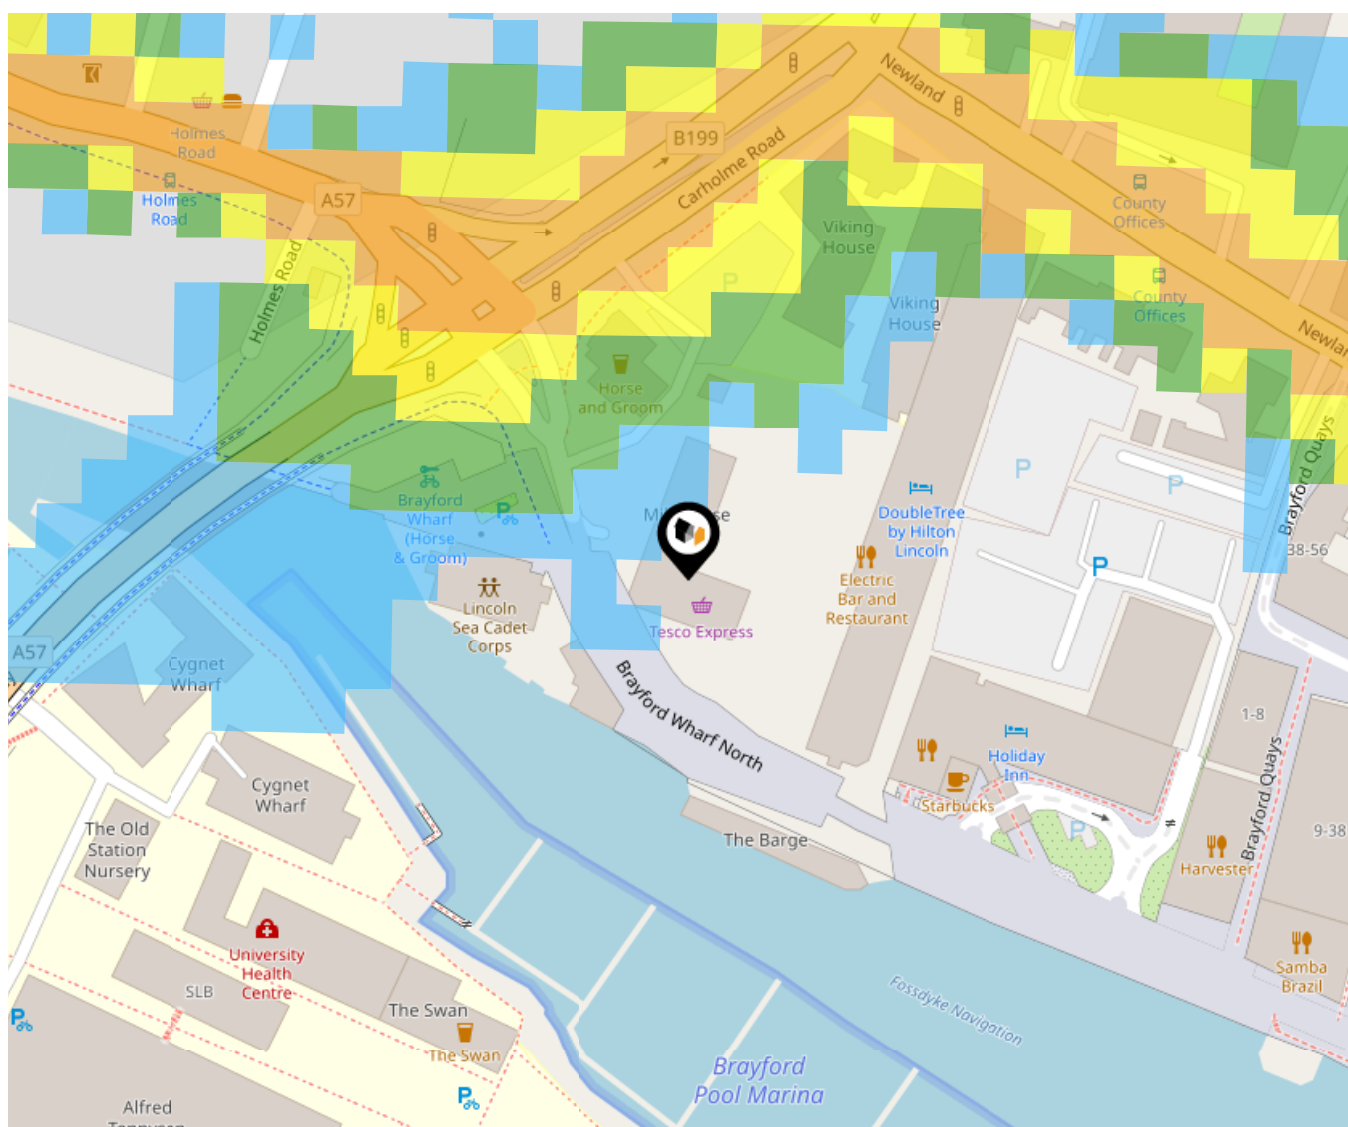 Newland
B199
Holmes
Road
Carholme Road
A57
Holmes
Road
County
Offices
Viking
House
Holmes Road
Viking
House
County
Offices
Newlan
Horse
and Groom
Brayford Quays
P
P
P
Brayford
Wharf
(Horse
& Groom)
P
DoubleTree
by Hilton
Lincoln
38-56
P
Electric
Bar and
Restaurant
Lincoln
Sea Cadet
Corps
Tesco Express
A57
Cygnet
Wharf
Brayford Wharf North
1-8
Holiday
Inn
Brayford Quays
Cygnet
Wharf
Starbucks
The Old
Station
Nursery
The Barge
P
9-38
Harvester
University
Health
Centre
SLB
The Swan
Samba
Brazil
Fossdyke Navigation
P
The Swan
Brayford
Pool Marina
P
Alfred